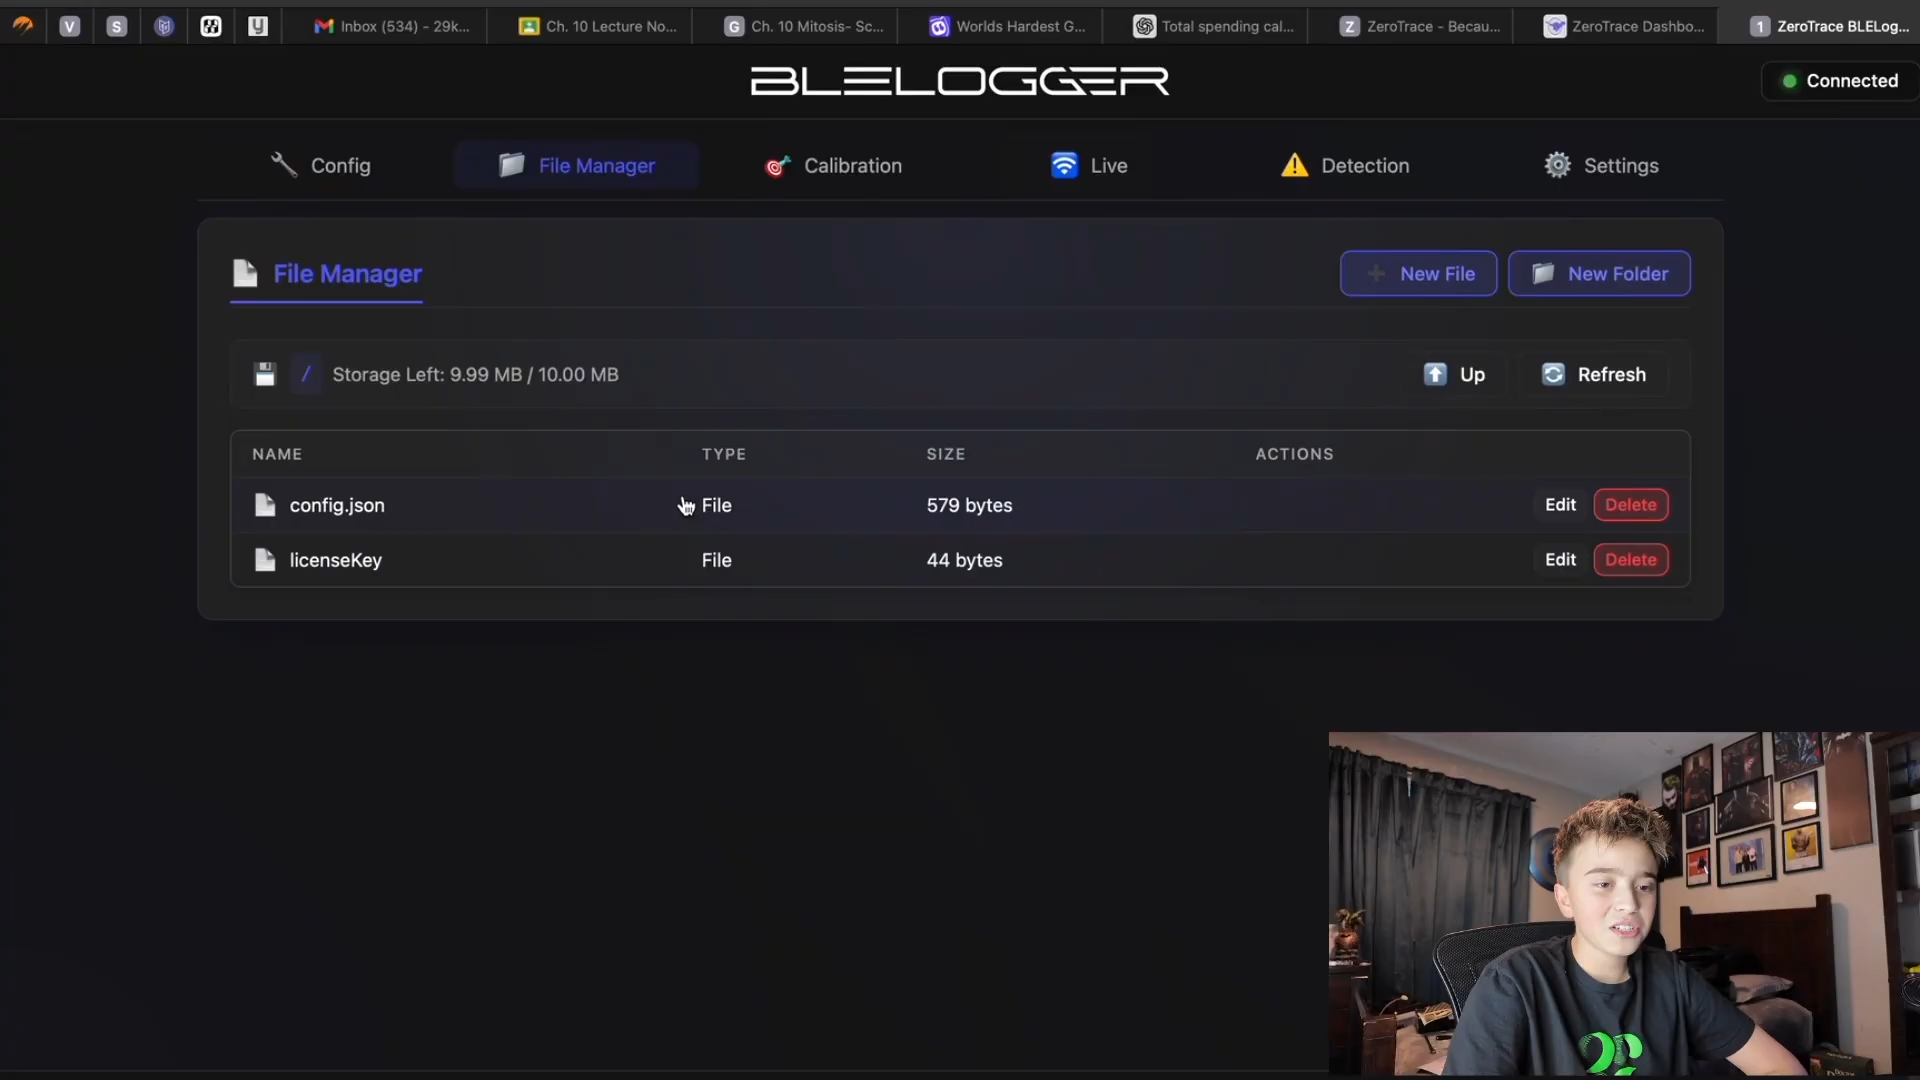 V
S
y
Inbox (534) - 29k...
Ch. 10 Lecture No...
G
Ch. 10 Mitosis- Sc...
Worlds Hardest G...
Total spending cal...
Z
ZeroTrace - Becau...
ZeroTrace Dashbo...
1
ZeroTrace BLELog...
BLELOGGER
Connected
Config
File Manager
Calibration
Live
Detection
Settings
File Manager
New File
New Folder
/
Storage Left: 9.99 MB / 10.00 MB
Up
Refresh
NAME TYPE SIZE ACTIONS
config.json File 579 bytes Edit Delete
licenseKey File 44 bytes Edit Delete